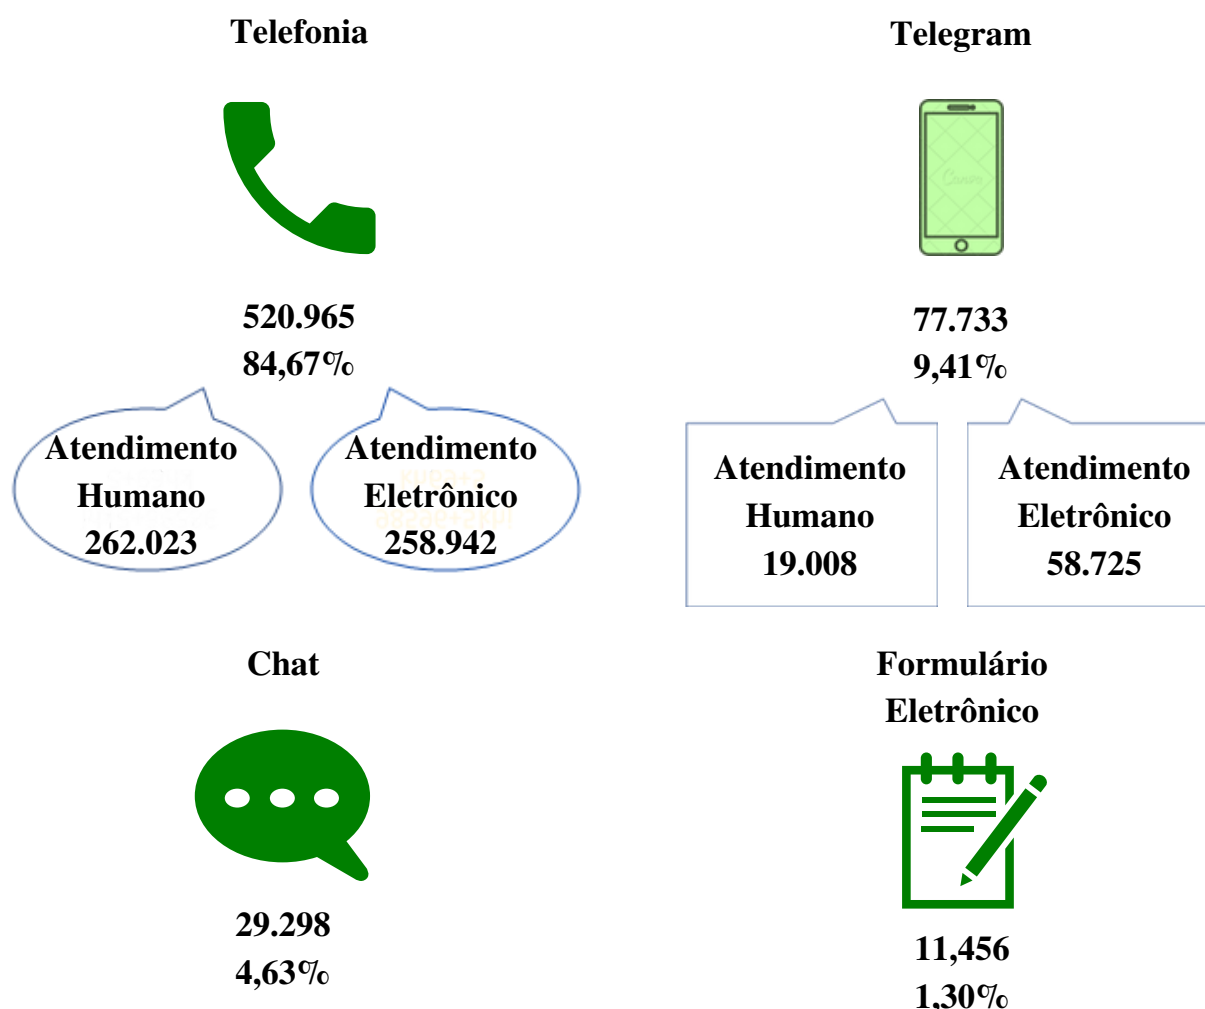 Telefonia
520.965
84,67%
Atendimento
Humano
262.023
Atendimento
Eletrônico
258.942
Telegram
Canva
77.733
9,41%
Atendimento
Humano
19.008
Atendimento
Eletrônico
58.725
Chat
29.298
4,63%
Formulário
Eletrônico
11,456
1,30%